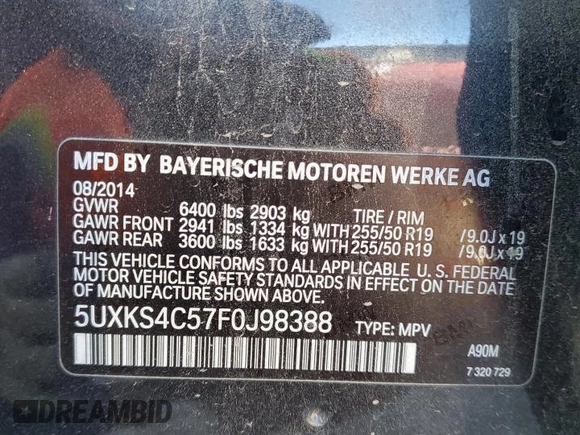 MFD BY BAYERISCHE MOTOREN WERKE AG
08/2014
GVWR 6400 lbs 2903 kg TIRE / RIM
GAWR FRONT 2941 lbs 1334 kg WITH 255/50 R19 /9.0J x 19
GAWR REAR 3600 lbs 1633 kg WITH 255/50 R19 /9.0J x 19
THIS VEHICLE CONFORMS TO ALL APPLICABLE U. S. FEDERAL
MOTOR VEHICLE SAFETY STANDARDS IN EFFECT ON THE DATE
OF MANUFACTURE SHOWN ABOVE.
5UXKS4C57F0J98388 TYPE: MPV A90M
7 320 729
DREAMBID